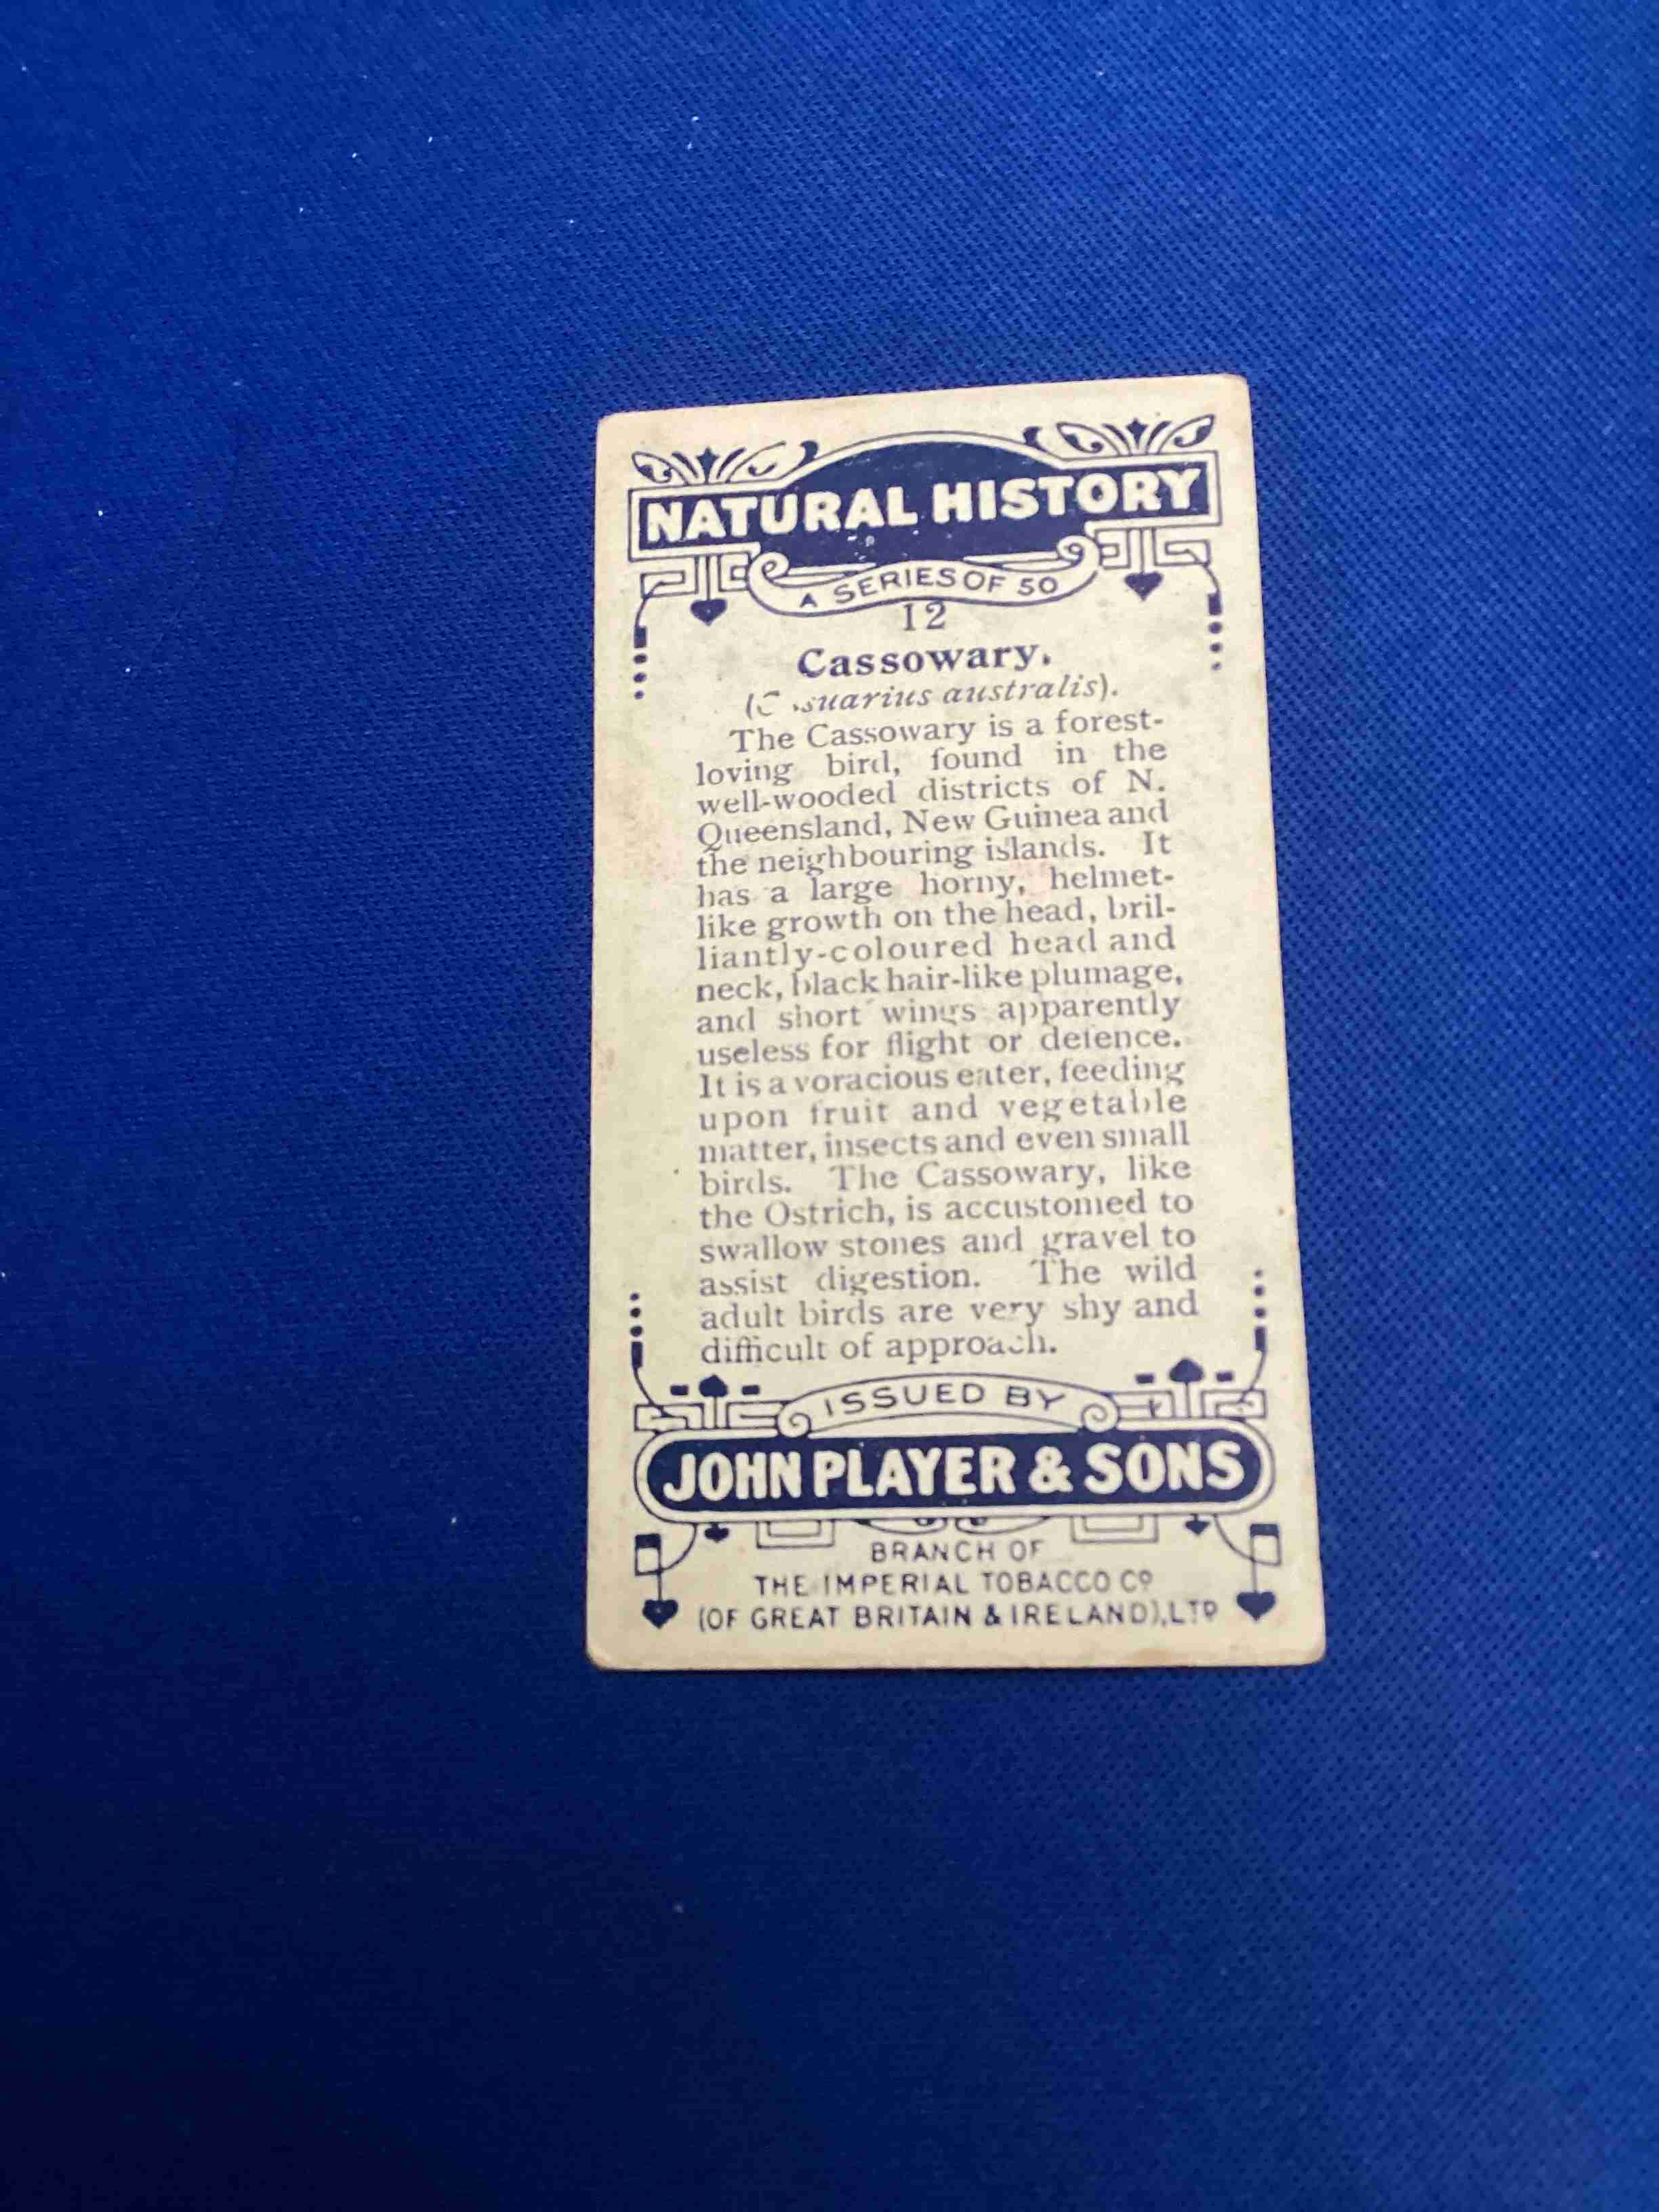 NATURAL HISTORY
A SERIES OF 50
12
Cassowary.
australis).
The Cassowary is a forest-
loving bird, found in the
well-wooded districts of N.
Queensland, New Guinea and
the neighbouring islands. It
has a large horny, helmet-
like growth on the head, bril-
liantly-coloured head and
neck, black hair-like plumage,
and short wings apparently
useless for flight or defence.
It is a voracious eater, feeding
upon fruit and vegetable
matter, insects and even small
birds. The Cassowary, like
the Ostrich, is accustomed to
swallow stones and gravel to
assist digestion. The wild
adult birds are very shy and
difficult of approach.
ISSUED BY
JOHN PLAYER & SONS
BRANCH OF
THE IMPERIAL TOBACCO Cº
(OF GREAT BRITAIN & IRELAND), LTD